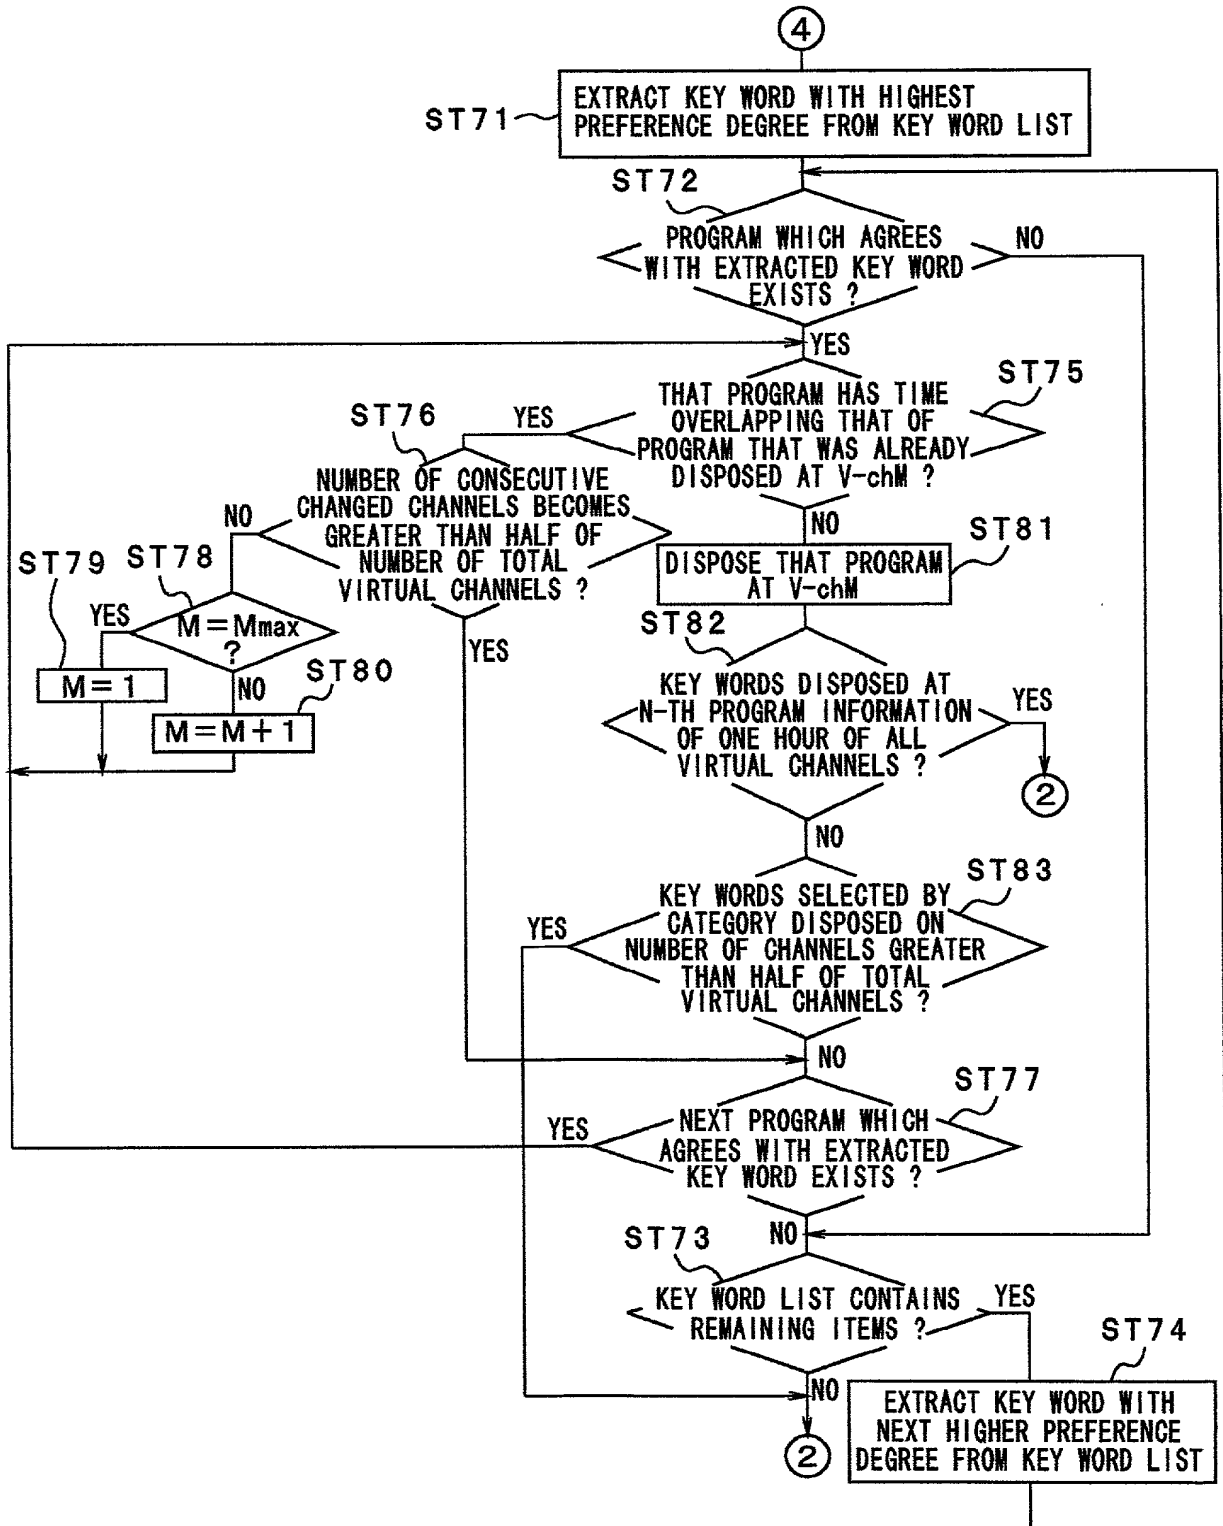 4
EXTRACT KEY WORD WITH HIGHEST
PREFERENCE DEGREE FROM KEY WORD LIST
ST71
ST72
PROGRAM WHICH AGREES
WITH EXTRACTED KEY WORD
EXISTS ?
NO
YES
ST75
THAT PROGRAM HAS TIME
OVERLAPPING THAT OF
PROGRAM THAT WAS ALREADY
DISPOSED AT V-chM ?
YES
NO
ST76
NUMBER OF CONSECUTIVE
CHANGED CHANNELS BECOMES
GREATER THAN HALF OF
NUMBER OF TOTAL
VIRTUAL CHANNELS ?
NO
YES
ST81
DISPOSE THAT PROGRAM
AT V-chM
ST78
M=Mmax
?
YES
NO
ST79
M=1
ST80
M=M+1
ST82
KEY WORDS DISPOSED AT
N-TH PROGRAM INFORMATION
OF ONE HOUR OF ALL
VIRTUAL CHANNELS ?
YES
2
NO
ST83
KEY WORDS SELECTED BY
CATEGORY DISPOSED ON
NUMBER OF CHANNELS GREATER
THAN HALF OF TOTAL
VIRTUAL CHANNELS ?
YES
NO
ST77
NEXT PROGRAM WHICH
AGREES WITH EXTRACTED
KEY WORD EXISTS ?
YES
NO
ST73
KEY WORD LIST CONTAINS
REMAINING ITEMS ?
YES
NO
2
ST74
EXTRACT KEY WORD WITH
NEXT HIGHER PREFERENCE
DEGREE FROM KEY WORD LIST